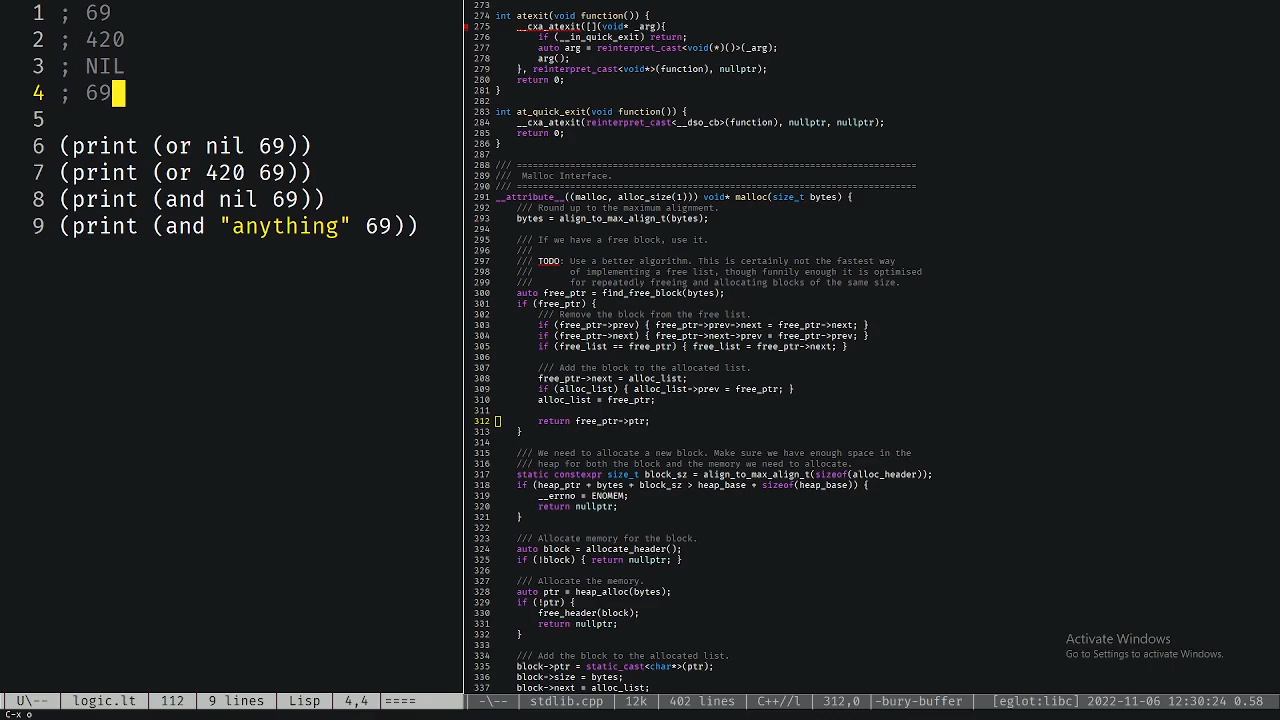 1 ; 69
2 ; 420
3 ; NIL
4 ; 69
5
6 (print (or nil 69))
7 (print (or 420 69))
8 (print (and nil 69))
9 (print (and "anything" 69))
U\-- logic.lt 112 9 lines Lisp 4,4 ====
C-x o
273
274 int atexit(void function()) {
275 __cxa_atexit([](void* _arg){
276 if (__in_quick_exit) return;
277 auto arg = reinterpret_cast<void(*)()>(_arg);
278 arg();
279 }, reinterpret_cast<void*>(function), nullptr);
280 return 0;
281 }
282
283 int at_quick_exit(void function()) {
284 __cxa_atexit(reinterpret_cast<__dso_cb>(function), nullptr, nullptr);
285 return 0;
286 }
287
288 /// ===========================================================================
289 /// Malloc Interface.
290 /// ===========================================================================
291 __attribute__((malloc, alloc_size(1))) void* malloc(size_t bytes) {
292 /// Round up to the maximum alignment.
293 bytes = align_to_max_align_t(bytes);
294
295 /// If we have a free block, use it.
296 ///
297 /// TODO: Use a better algorithm. This is certainly not the fastest way
298 /// of implementing a free list, though funnily enough it is optimised
299 /// for repeatedly freeing and allocating blocks of the same size.
300 auto free_ptr = find_free_block(bytes);
301 if (free_ptr) {
302 /// Remove the block from the free list.
303 if (free_ptr->prev) { free_ptr->prev->next = free_ptr->next; }
304 if (free_ptr->next) { free_ptr->next->prev = free_ptr->prev; }
305 if (free_list == free_ptr) { free_list = free_ptr->next; }
306
307 /// Add the block to the allocated list.
308 free_ptr->next = alloc_list;
309 if (alloc_list) { alloc_list->prev = free_ptr; }
310 alloc_list = free_ptr;
311
312 return free_ptr->ptr;
313 }
314
315 /// We need to allocate a new block. Make sure we have enough space in the
316 /// heap for both the block and the memory we need to allocate.
317 static constexpr size_t block_sz = align_to_max_align_t(sizeof(alloc_header));
318 if (heap_ptr + bytes + block_sz > heap_base + sizeof(heap_base)) {
319 __errno = ENOMEM;
320 return nullptr;
321 }
322
323 /// Allocate memory for the block.
324 auto block = allocate_header();
325 if (!block) { return nullptr; }
326
327 /// Allocate the memory.
328 auto ptr = heap_alloc(bytes);
329 if (!ptr) {
330 free_header(block);
331 return nullptr;
332 }
333
334 /// Add the block to the allocated list.
335 block->ptr = static_cast<char*>(ptr);
336 block->size = bytes;
337 block->next = alloc_list;
Activate Windows
Go to Settings to activate Windows.
-\-- stdlib.cpp 12k 402 lines C++//l 312,0 -bury-buffer [eglot:libc] 2022-11-06 12:30:24 0.58